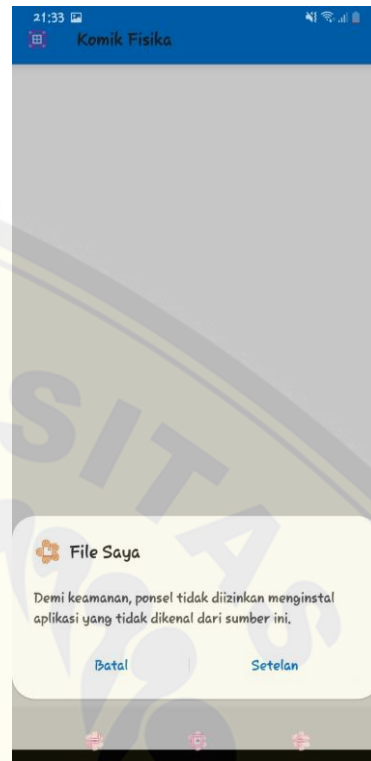 21:33
Komik Fisika
SITAS
File Saya
Demi keamanan, ponsel tidak diizinkan menginstal
aplikasi yang tidak dikenal dari sumber ini.
Batal
Setelan